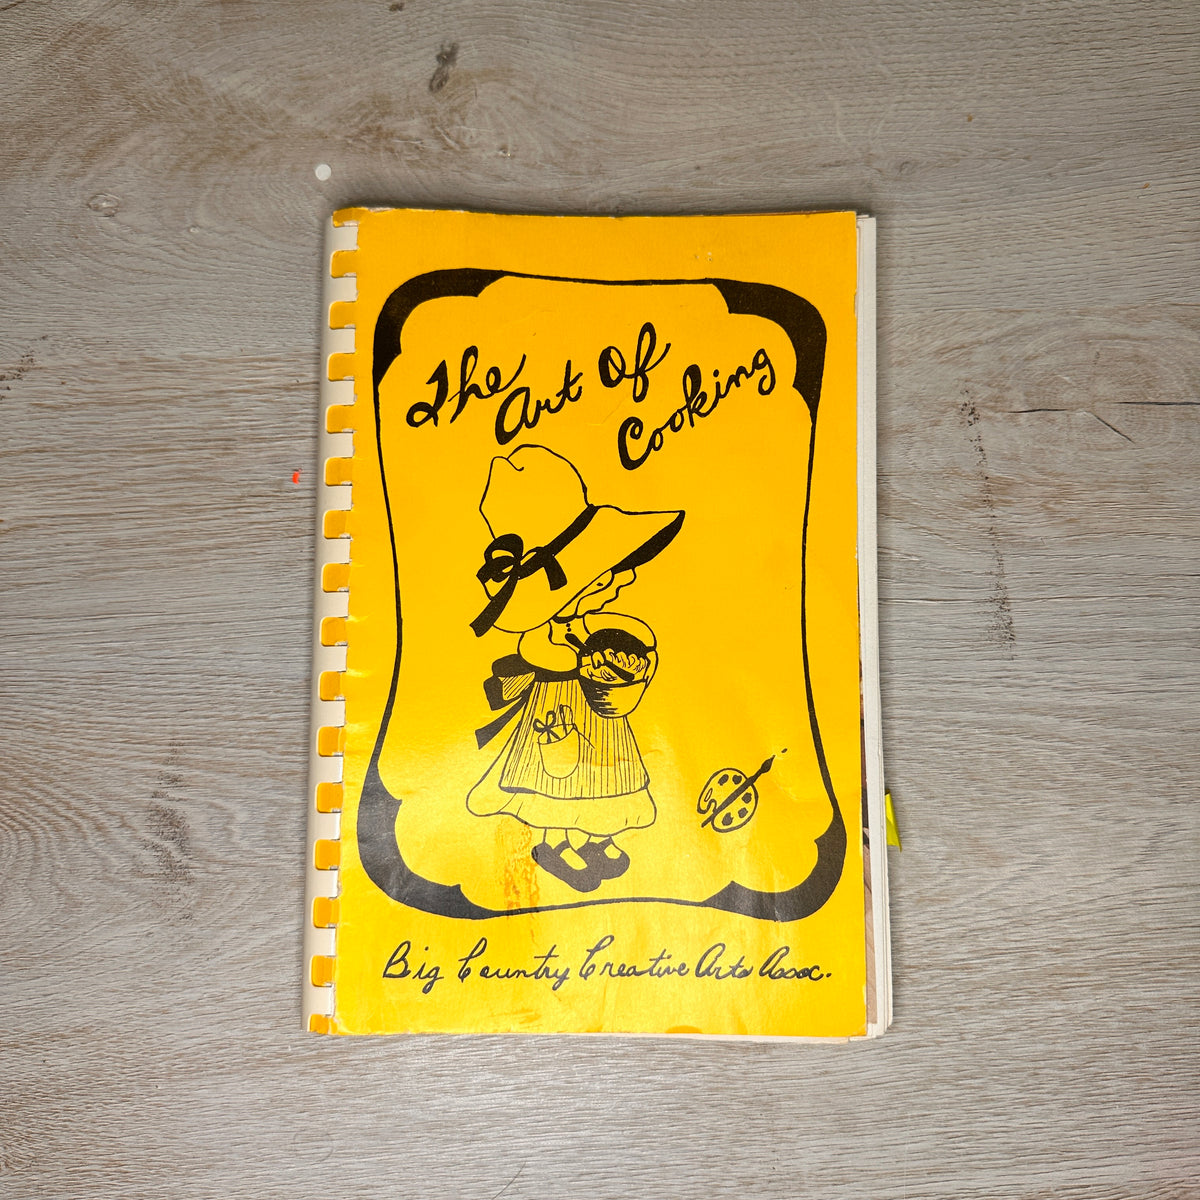 The Art Of Cooking
Big Country Creative Arts Assoc.